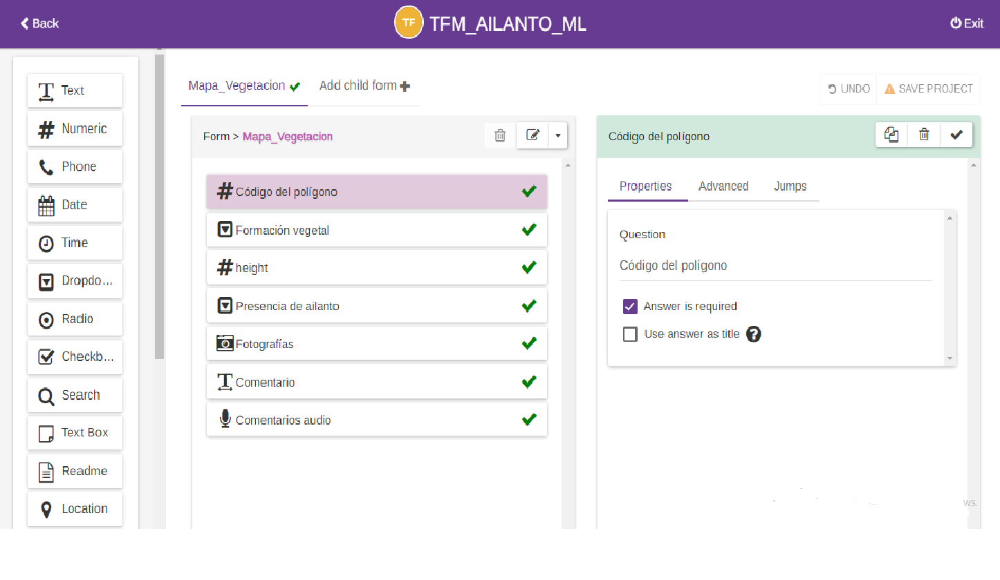 Back
TF TFM_AILANTO_ML
Exit
Text
Numeric
Phone
Date
Time
Dropdo...
Radio
Checkb...
Search
Text Box
Readme
Location
Mapa_Vegetacion
Add child form
UNDO
SAVE PROJECT
Form > Mapa_Vegetacion
Código del polígono
Formación vegetal
height
Presencia de ailanto
Fotografías
Comentario
Comentarios audio
Código del polígono
Properties Advanced Jumps
Question
Código del polígono
Answer is required
Use answer as title ?
ws.